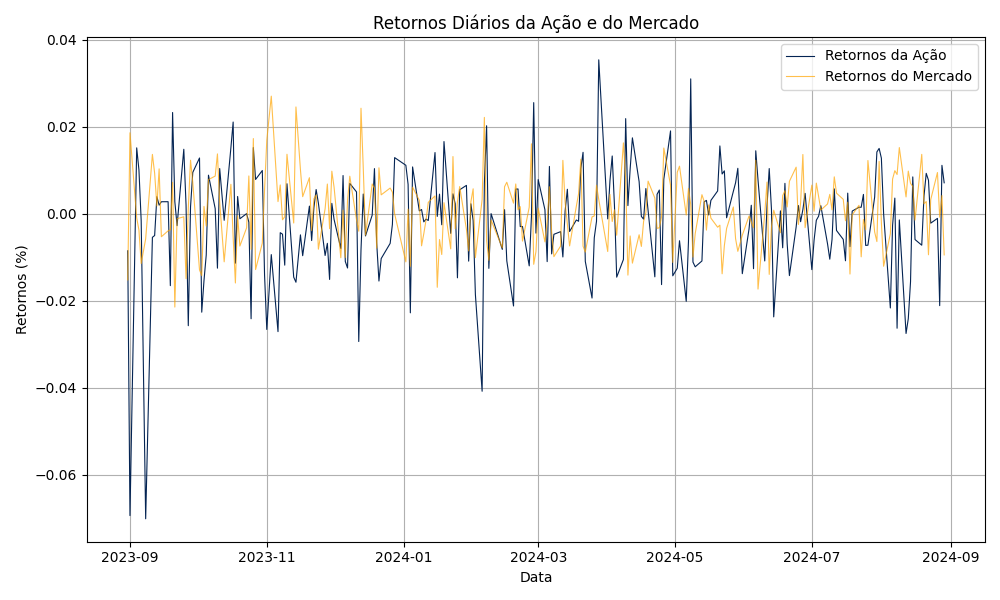 Retornos Diários da Ação e do Mercado
Retornos da Ação
Retornos do Mercado
Retornos (%)
0.04
0.02
0.00
−0.02
−0.04
−0.06
2023-09
2023-11
2024-01
2024-03
2024-05
2024-07
2024-09
Data